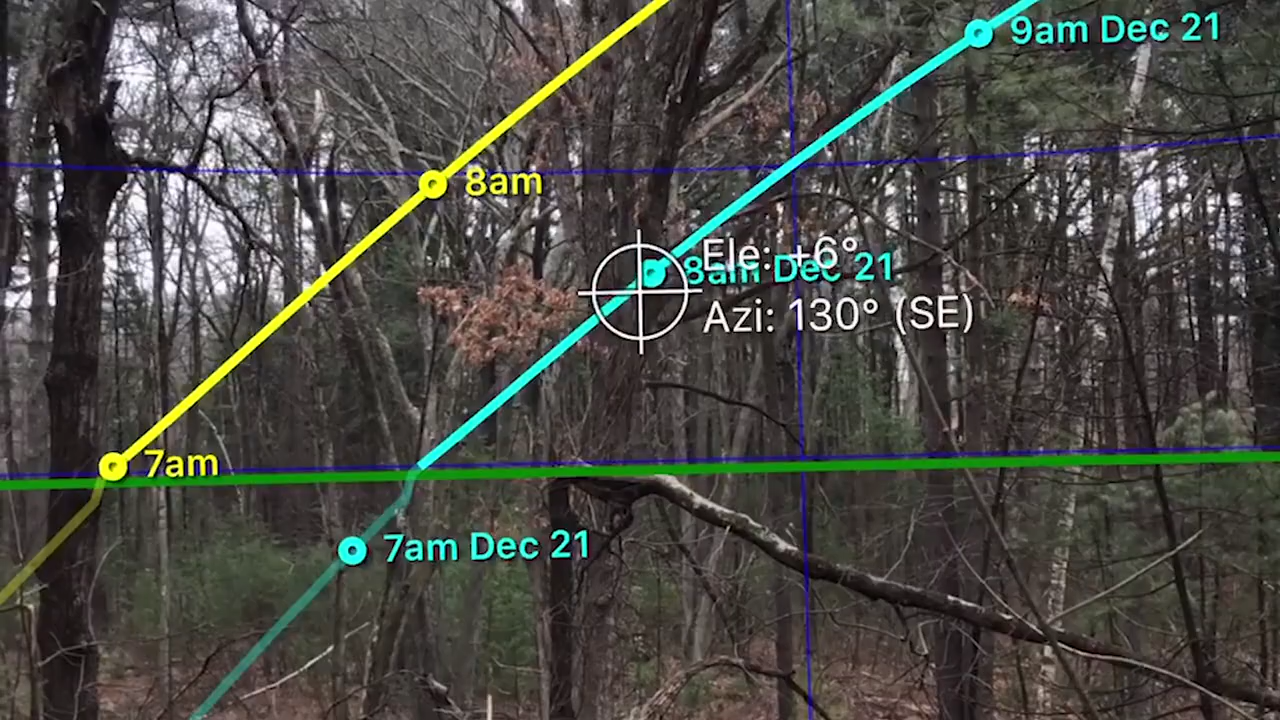 9am Dec 21
8am
Ele: +6°
8am Dec 21
Azi: 130° (SE)
7am
7am Dec 21